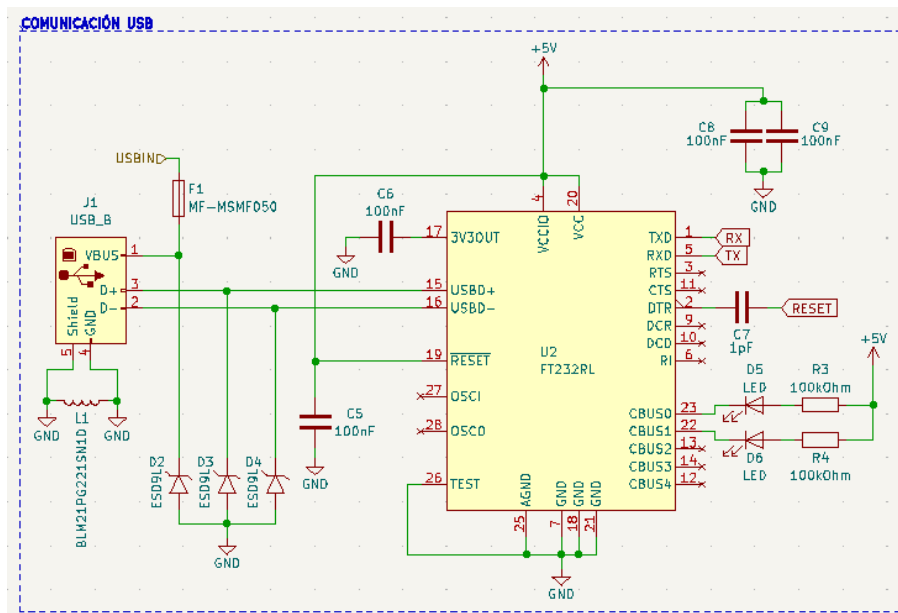 COMUNICACIÓN USB
+5V
C8
100nF
C9
100nF
GND
USBIN
F1
MF-MSMF050
J1
USB_B
VBUS
1
D+
3
D-
2
Shield
GND
5
4
GND
L1
GND
BLM21PG221SN1D
C6
100nF
GND
4
20
VCCIO
VCC
17
3V3OUT
15
USBD+
16
USBD-
19
RESET
27
OSCI
28
OSCO
26
TEST
U2
FT232RL
TXD
1
RX
RXD
5
TX
RTS
3
CTS
11
DTR
2
RESET
DCR
9
DCD
10
RI
6
C7
1pF
+5V
D5
LED
R3
100kOhm
CBUS0
23
CBUS1
22
CBUS2
13
CBUS3
14
CBUS4
12
D6
LED
R4
100kOhm
C5
100nF
GND
D2
ESD9L
D3
ESD9L
D4
ESD9L
GND
AGND
GND
GND
GND
25
7
18
21
GND